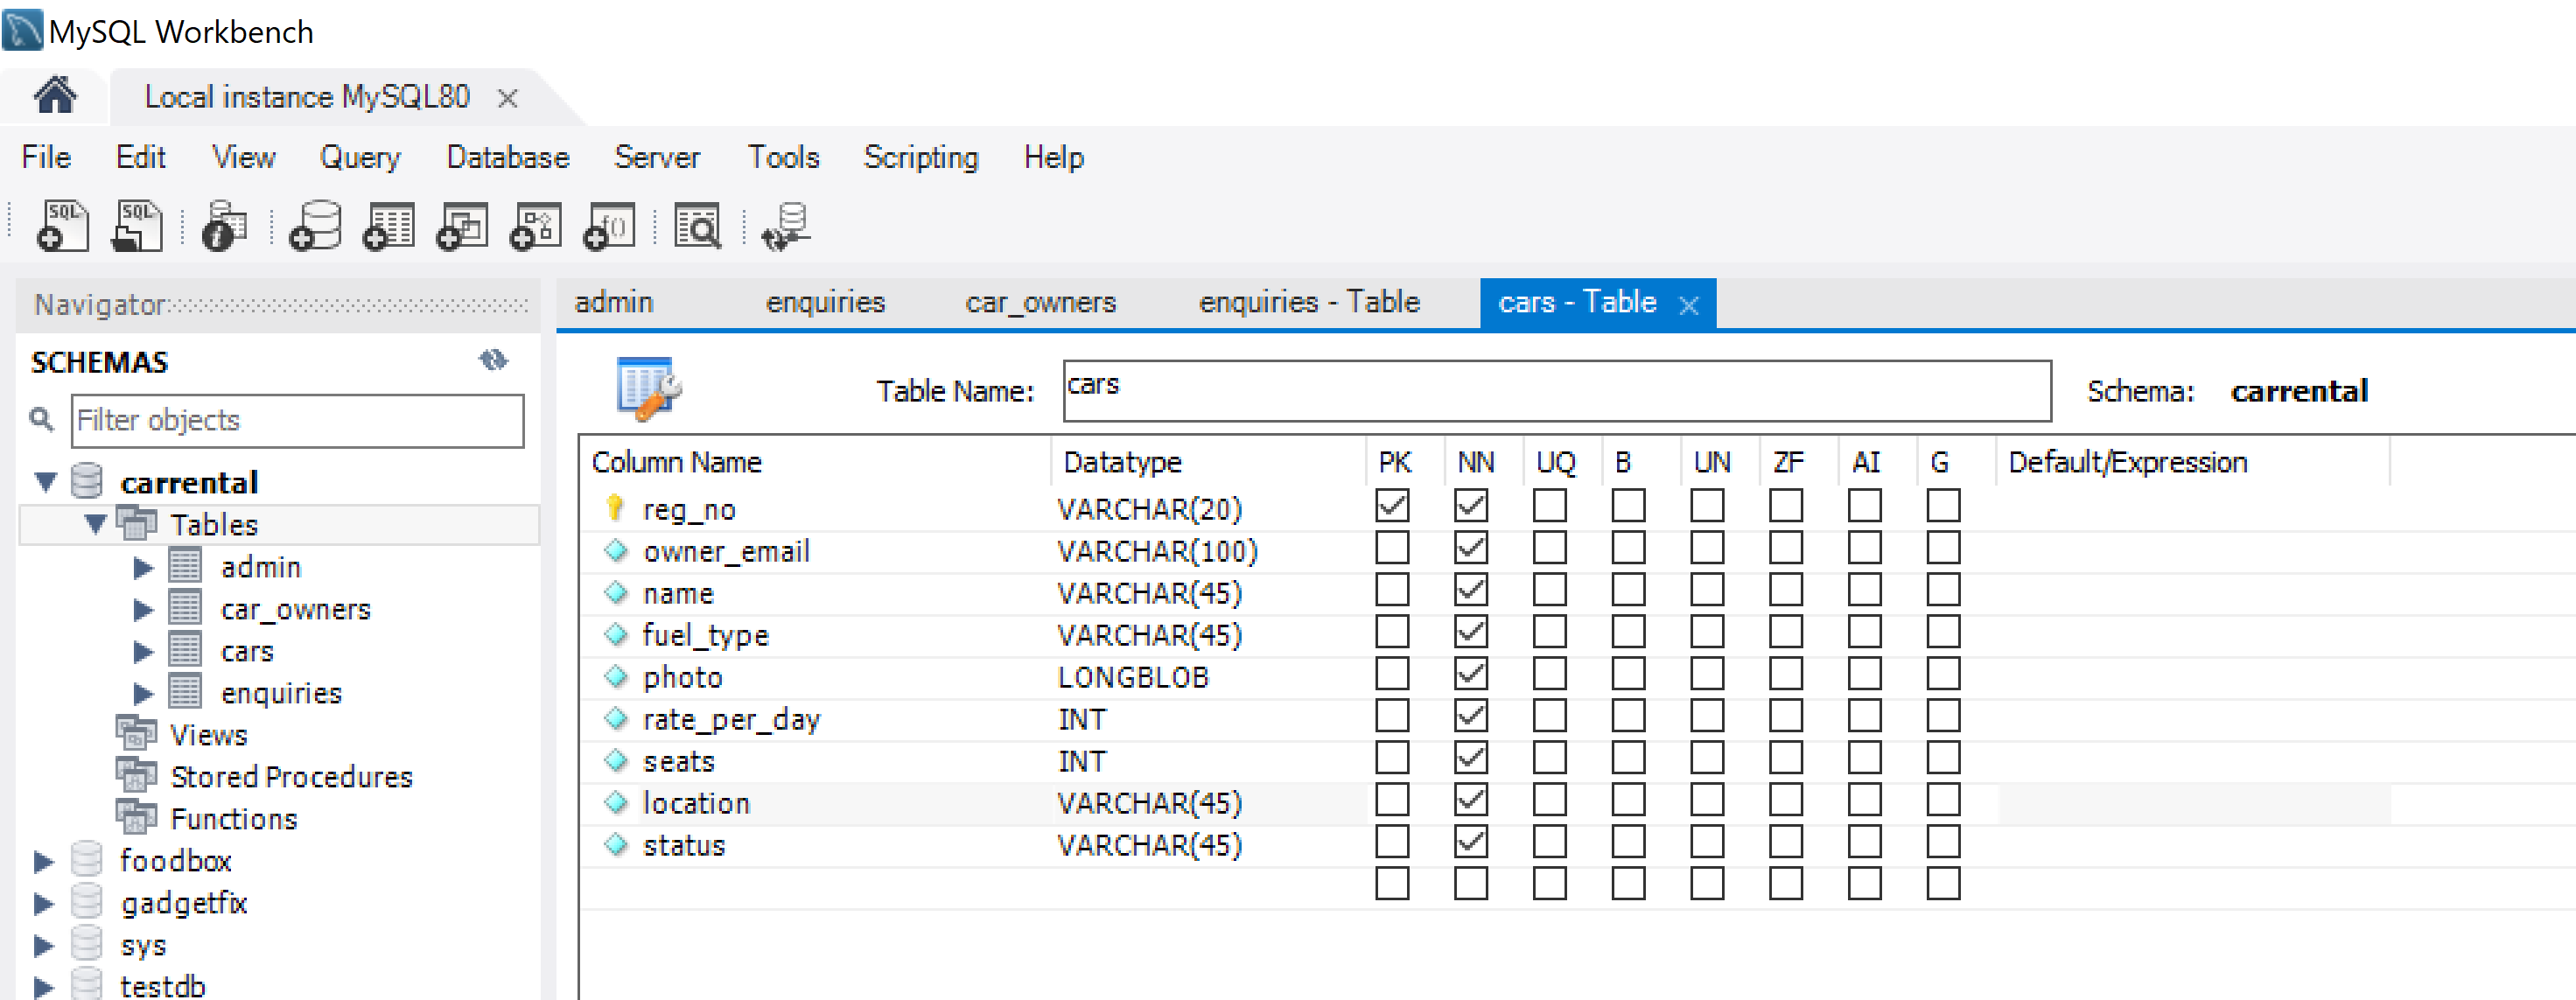 MySQL Workbench
Local instance MySQL80
File Edit View Query Database Server Tools Scripting Help
Navigator
SCHEMAS
Filter objects
carrental
Tables
admin
car_owners
cars
enquiries
Views
Stored Procedures
Functions
foodbox
gadgetfix
sys
testdb
admin enquiries car_owners enquiries - Table cars - Table
Table Name: cars Schema: carrental
Column Name Datatype PK NN UQ B UN ZF AI G Default/Expression
reg_no VARCHAR(20)
owner_email VARCHAR(100)
name VARCHAR(45)
fuel_type VARCHAR(45)
photo LONGBLOB
rate_per_day INT
seats INT
location VARCHAR(45)
status VARCHAR(45)